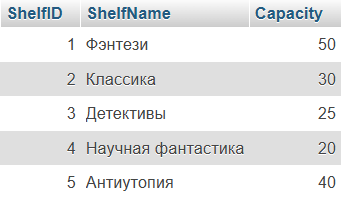 ShelfID ShelfName Capacity
1 Фэнтези 50
2 Классика 30
3 Детективы 25
4 Научная фантастика 20
5 Антиутопия 40